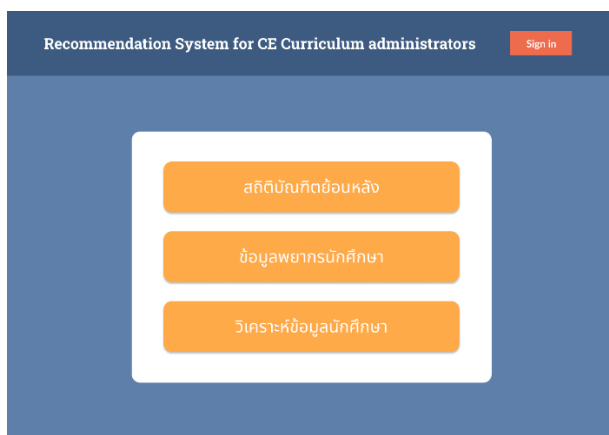 Recommendation System for CE Curriculum administrators
Sign in
สถิติบัณฑิตย้อนหลัง
ข้อมูลพยากรนักศึกษา
วิเคราะห์ข้อมูลนักศึกษา